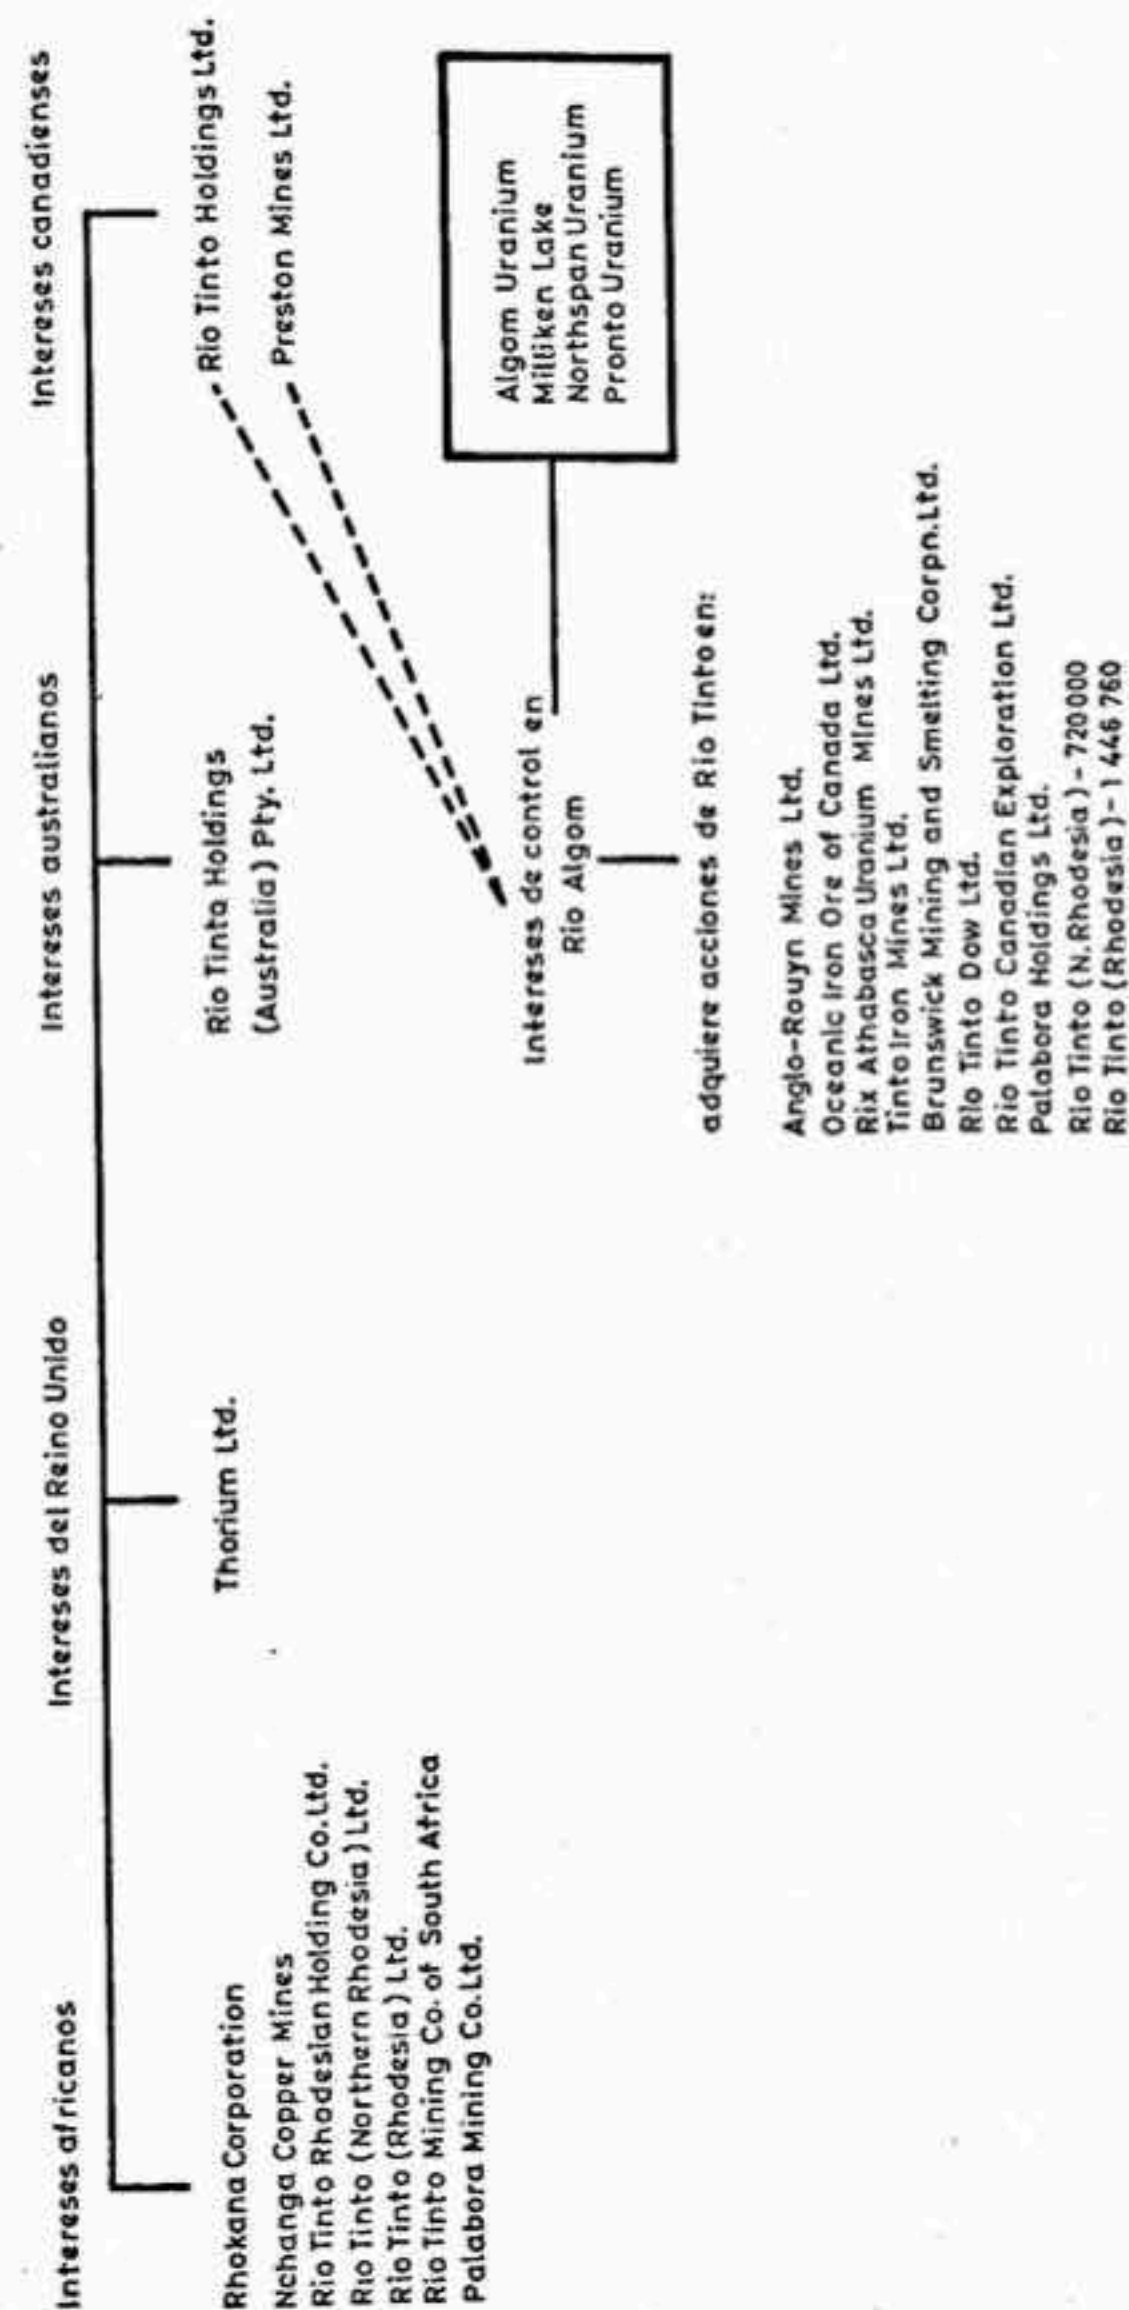 Intereses africanos
Intereses del Reino Unido
Intereses australianos
Intereses canadienses
Rhokana Corporation
Nchanga Copper Mines
Rio Tinto Rhodesian Holding Co. Ltd.
Rio Tinto (Northern Rhodesia) Ltd.
Rio Tinto (Rhodesia) Ltd.
Rio Tinto Mining Co. of South Africa
Palabora Mining Co. Ltd.
Thorium Ltd.
Rio Tinto Holdings
(Australia) Pty. Ltd.
Rio Tinto Holdings Ltd.
Preston Mines Ltd.
Intereses de control en
Rio Algom
Algom Uranium
Milliken Lake
Northspan Uranium
Pronto Uranium
adquiere acciones de Rio Tinto en:
Anglo-Rouyn Mines Ltd.
Oceanic Iron Ore of Canada Ltd.
Rix Athabasca Uranium Mines Ltd.
Tinto Iron Mines Ltd.
Brunswick Mining and Smelting Corpn. Ltd.
Rio Tinto Dow Ltd.
Rio Tinto Canadian Exploration Ltd.
Palabora Holdings Ltd.
Rio Tinto (N. Rhodesia) - 720 000
Rio Tinto (Rhodesia) - 1 446 760